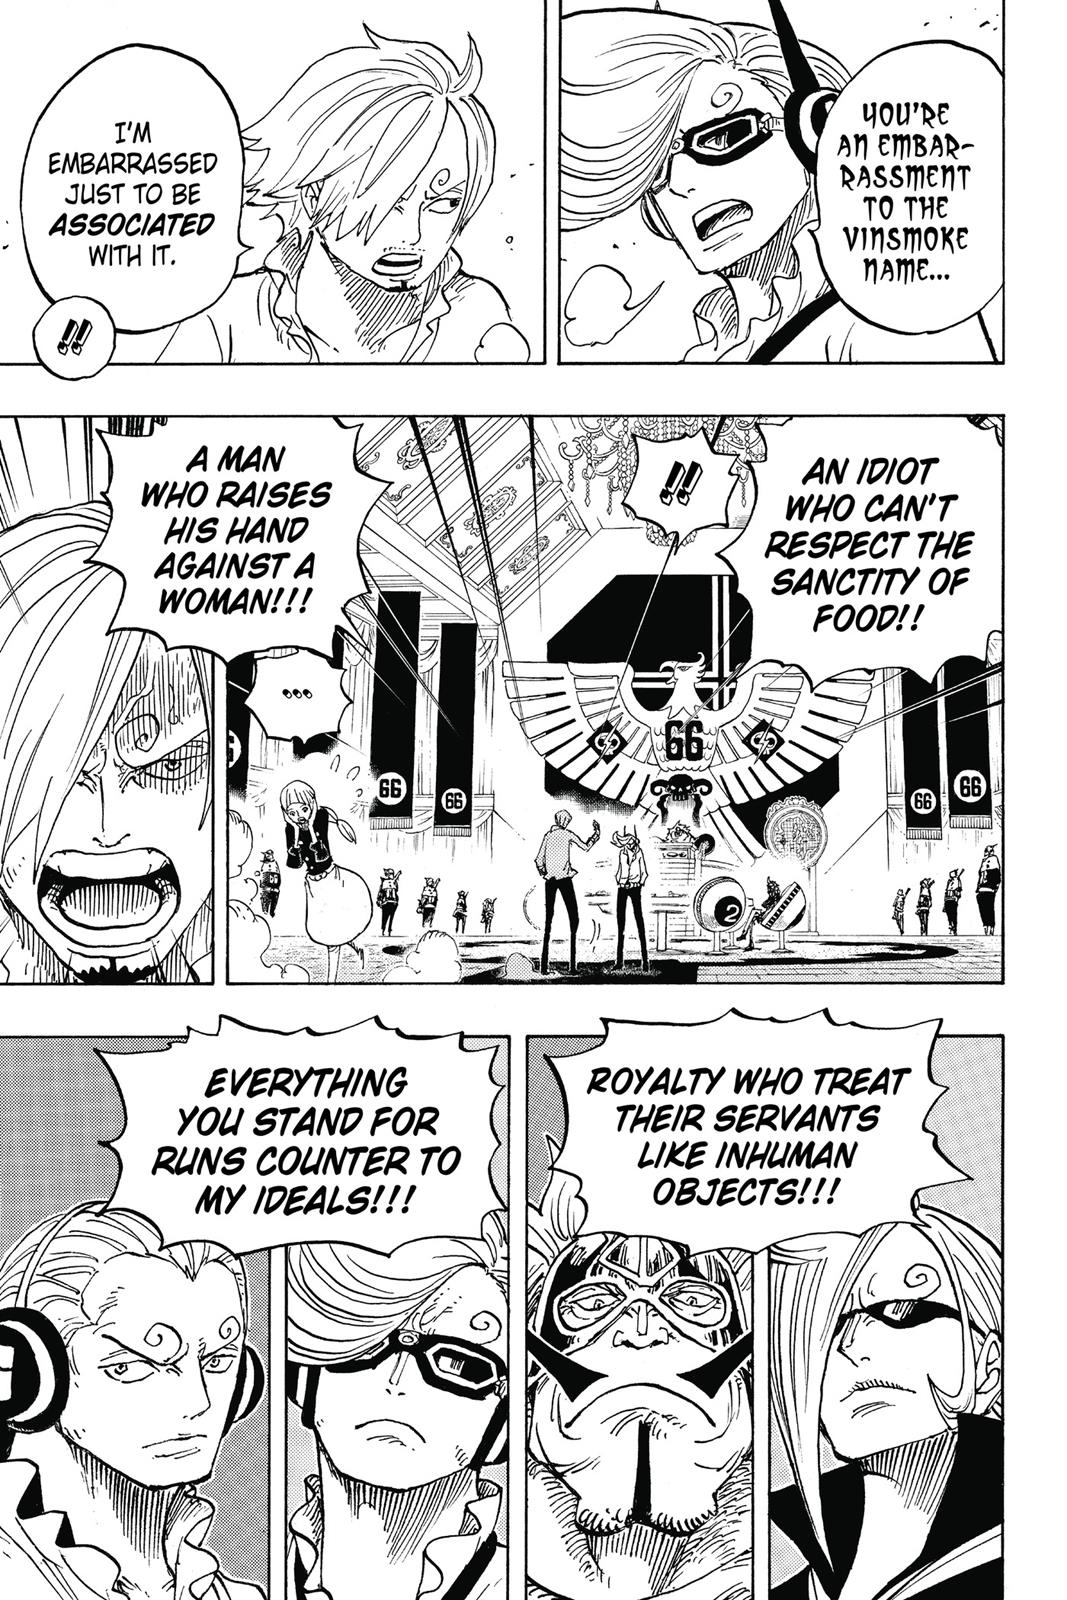 YOU'RE
AN EMBAR-
RASSMENT
TO THE
VINSMOKE
NAME...
I'M
EMBARRASSED
JUST TO BE
ASSOCIATED
WITH IT.
!!
AN IDIOT
WHO CAN'T
RESPECT THE
SANCTITY OF
FOOD!!
!!
A MAN
WHO RAISES
HIS HAND
AGAINST A
WOMAN!!!
...
66
66
66
66
66
66
2
ROYALTY WHO TREAT
THEIR SERVANTS
LIKE INHUMAN
OBJECTS!!!
EVERYTHING
YOU STAND FOR
RUNS COUNTER TO
MY IDEALS!!!